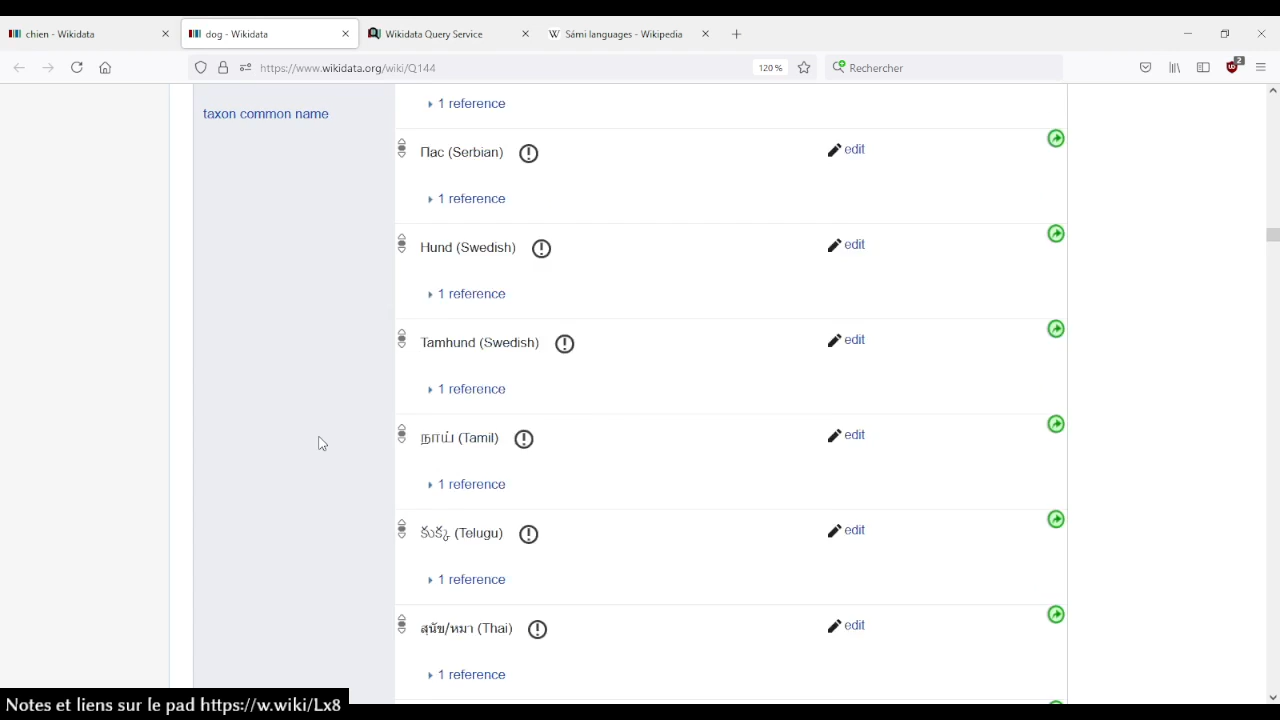 chien - Wikidata
dog - Wikidata
Wikidata Query Service
Sámi languages - Wikipedia
https://www.wikidata.org/wiki/Q144
120 %
Rechercher
2
taxon common name
1 reference
Пас (Serbian)
edit
1 reference
Hund (Swedish)
edit
1 reference
Tamhund (Swedish)
edit
1 reference
நாய் (Tamil)
edit
1 reference
కుక్క (Telugu)
edit
1 reference
สุนัข/หมา (Thai)
edit
1 reference
Notes et liens sur le pad https://w.wiki/Lx8